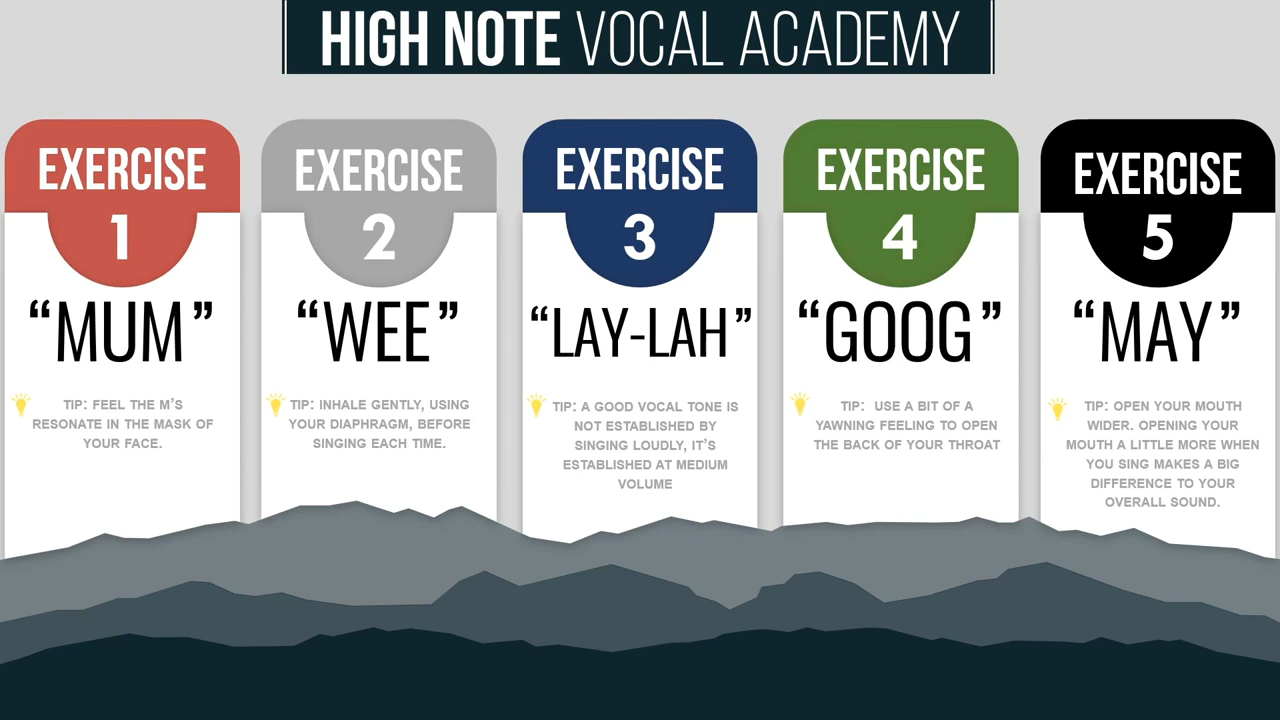 HIGH NOTE VOCAL ACADEMY
EXERCISE
1
“MUM”
TIP: FEEL THE M’S
RESONATE IN THE MASK OF
YOUR FACE.
EXERCISE
2
“WEE”
TIP: INHALE GENTLY, USING
YOUR DIAPHRAGM, BEFORE
SINGING EACH TIME.
EXERCISE
3
“LAY-LAH”
TIP: A GOOD VOCAL TONE IS
NOT ESTABLISHED BY
SINGING LOUDLY, IT’S
ESTABLISHED AT MEDIUM
VOLUME
EXERCISE
4
“GOOG”
TIP: USE A BIT OF A
YAWNING FEELING TO OPEN
THE BACK OF YOUR THROAT
EXERCISE
5
“MAY”
TIP: OPEN YOUR MOUTH
WIDER. OPENING YOUR
MOUTH A LITTLE MORE WHEN
YOU SING MAKES A BIG
DIFFERENCE TO YOUR
OVERALL SOUND.